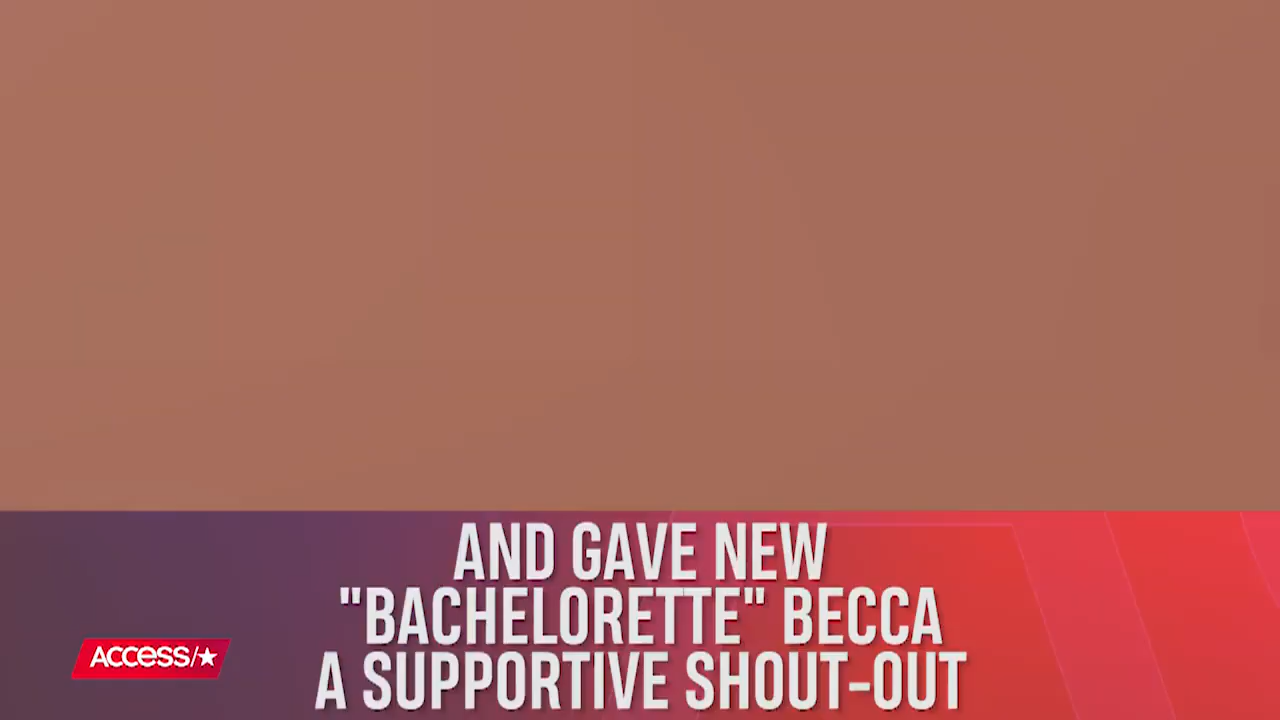 AND GAVE NEW
"BACHELORETTE" BECCA
A SUPPORTIVE SHOUT-OUT
ACCESS/★